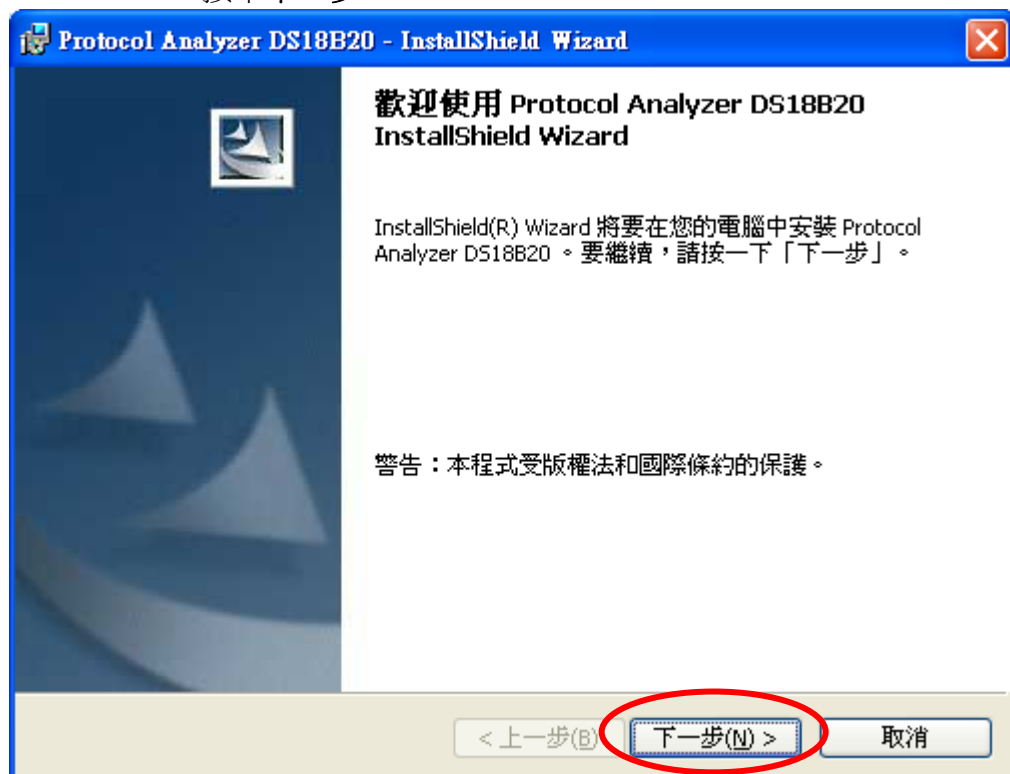 Protocol Analyzer DS18B20 - InstallShield Wizard
歡迎使用 Protocol Analyzer DS18B20
InstallShield Wizard
InstallShield(R) Wizard 將要在您的電腦中安裝 Protocol
Analyzer DS18B20 。要繼續，請按一下「下一步」。
警告：本程式受版權法和國際條約的保護。
< 上一步(B)
下一步(N) >
取消